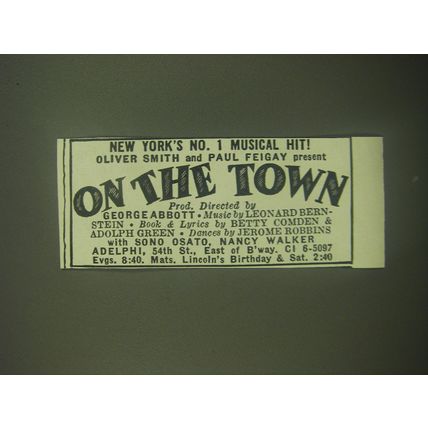 NEW YORK'S NO. 1 MUSICAL HIT!
OLIVER SMITH and PAUL FEIGAY present
ON THE TOWN
Prod. Directed by
GEORGE ABBOTT • Music by LEONARD BERN-
STEIN • Book & Lyrics by BETTY COMDEN &
ADOLPH GREEN • Dances by JEROME ROBBINS
with SONO OSATO, NANCY WALKER
ADELPHI, 54th St., East of B'way. CI 6-5097
Evgs. 8:40. Mats. Lincoln's Birthday & Sat. 2:40